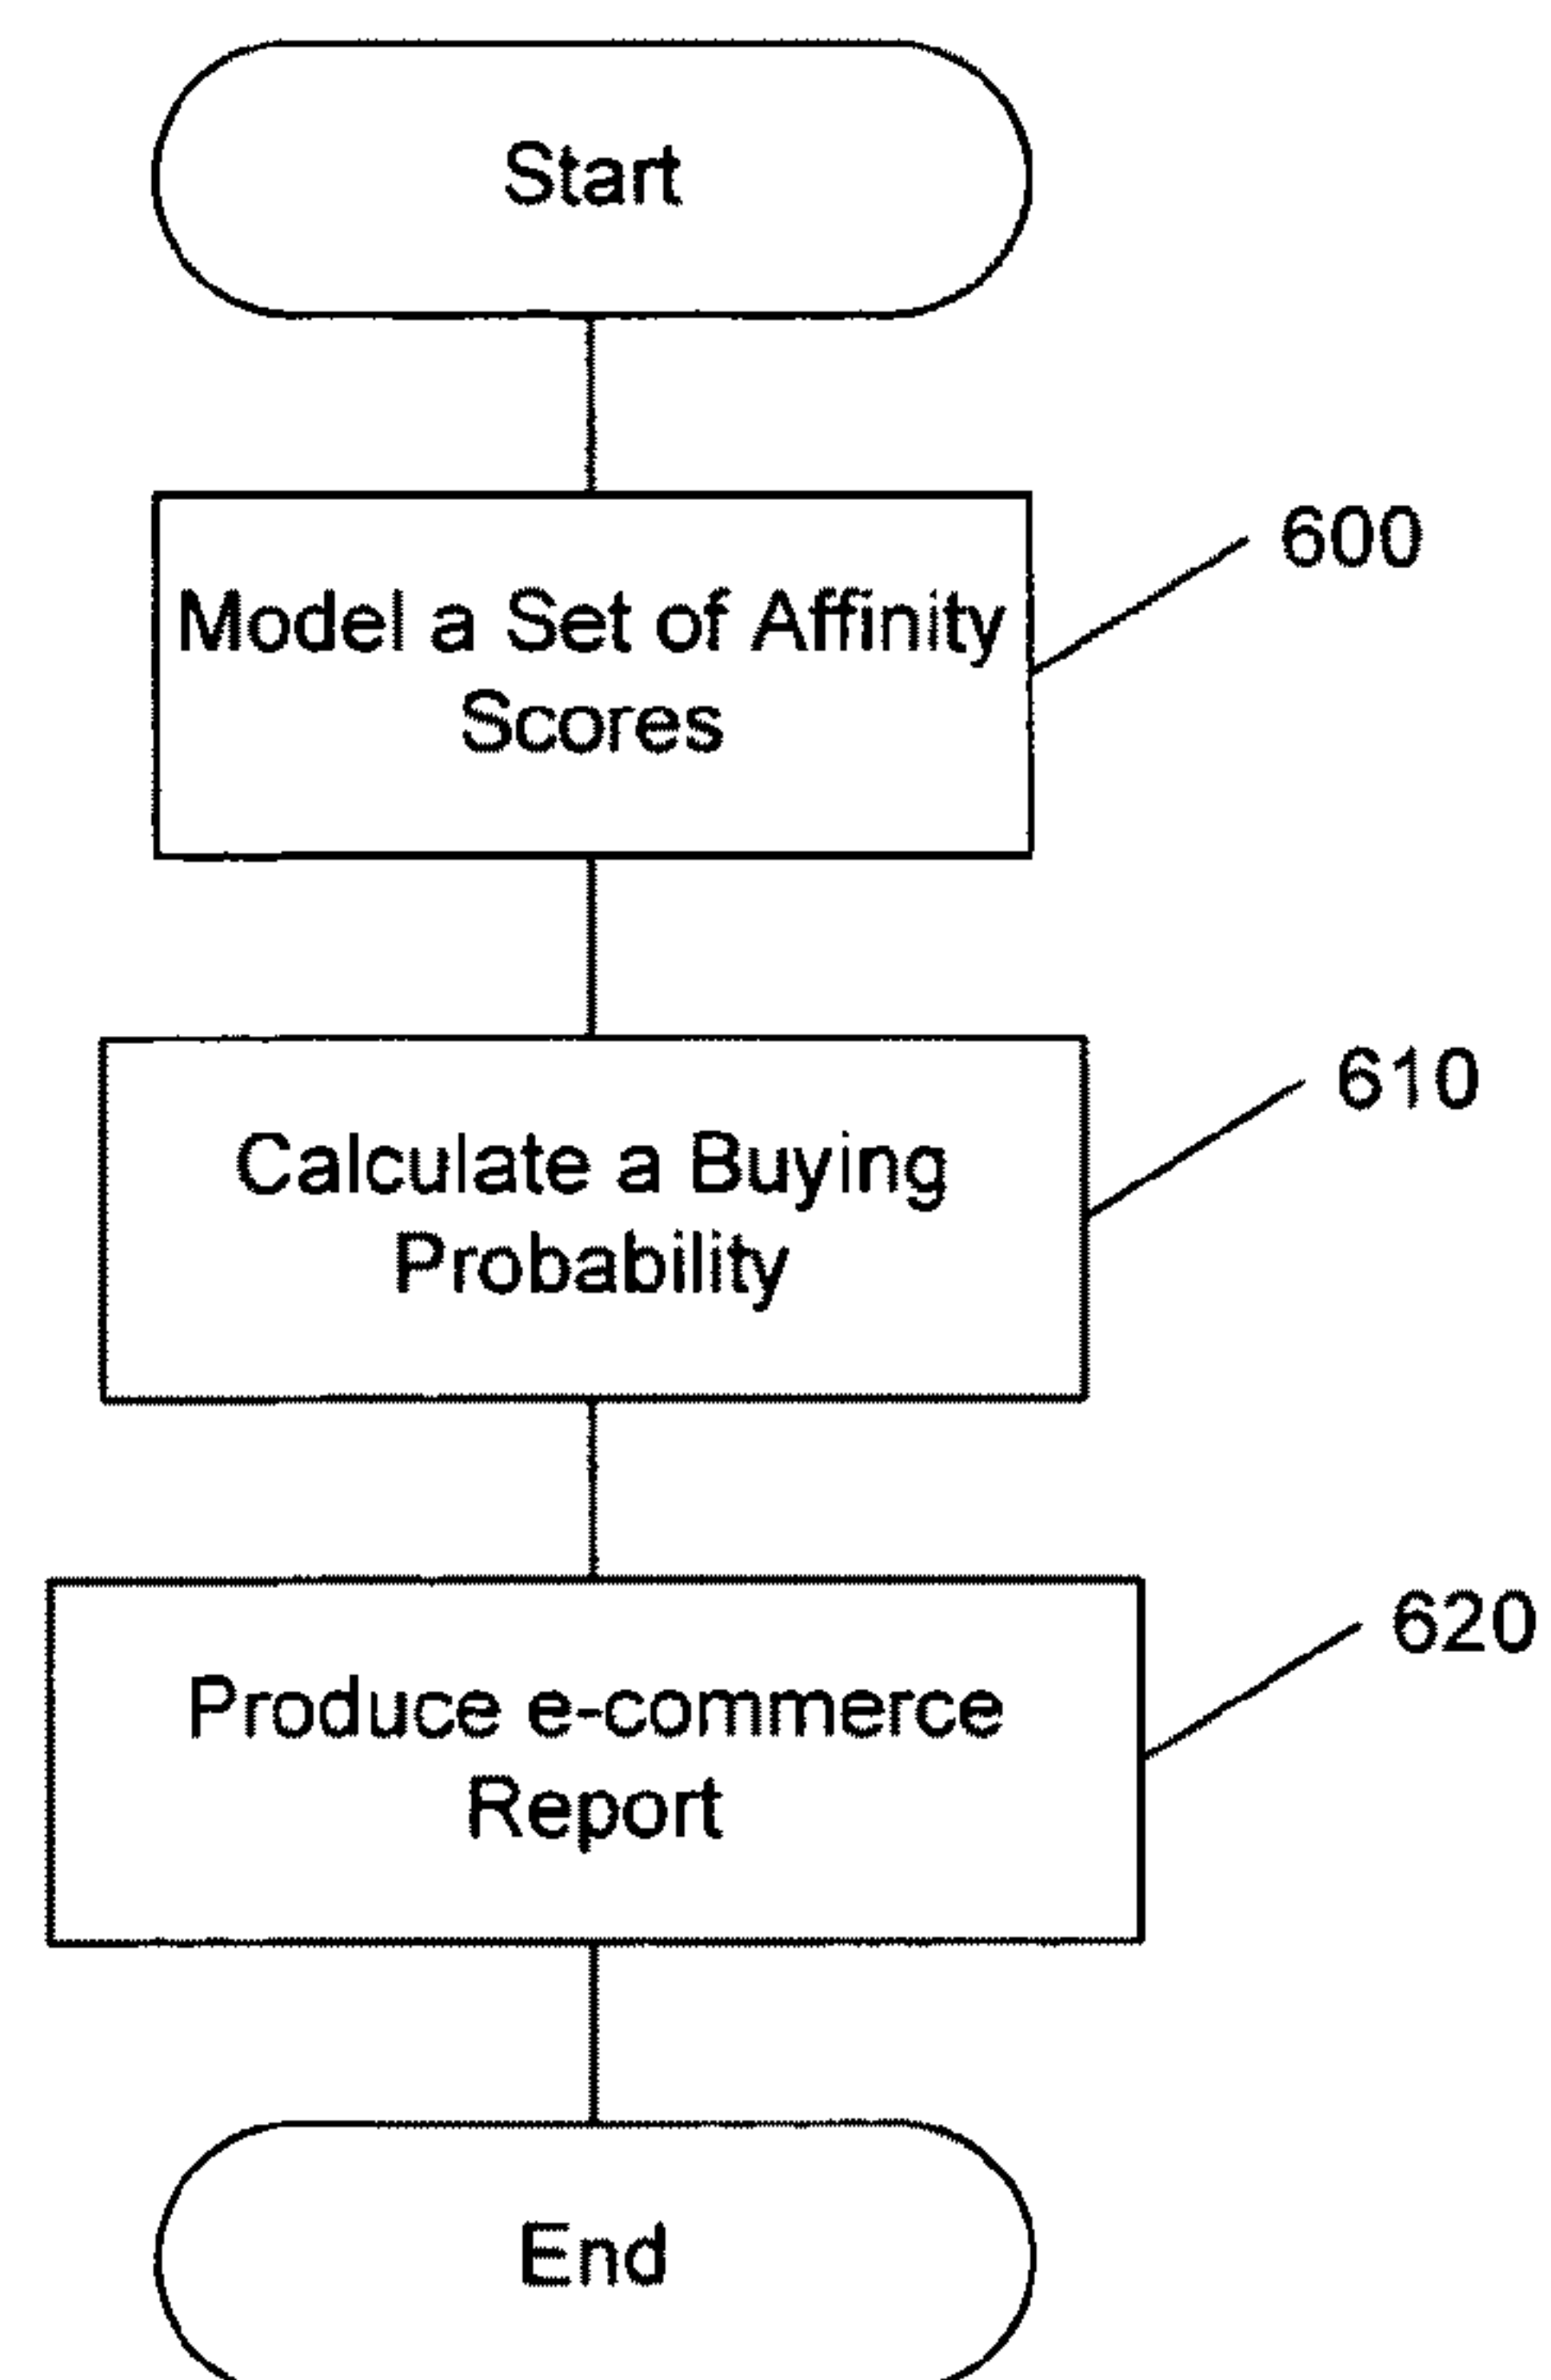 Start
600
Model a Set of Affinity
Scores
610
Calculate a Buying
Probability
620
Produce e-commerce
Report
End